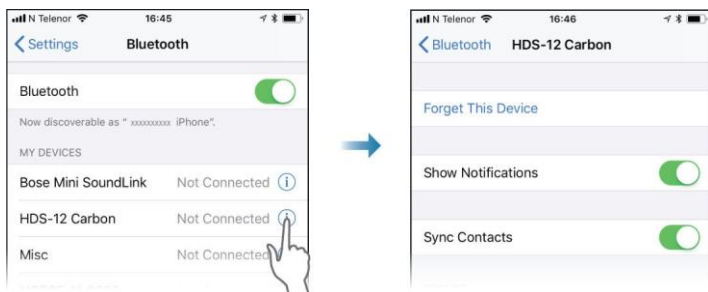 N Telenor 16:45
Settings Bluetooth
Bluetooth
Now discoverable as " xxxxxxxxxx iPhone".
MY DEVICES
Bose Mini SoundLink Not Connected
HDS-12 Carbon Not Connected
Misc Not Connected
N Telenor 16:46
Bluetooth HDS-12 Carbon
Forget This Device
Show Notifications
Sync Contacts